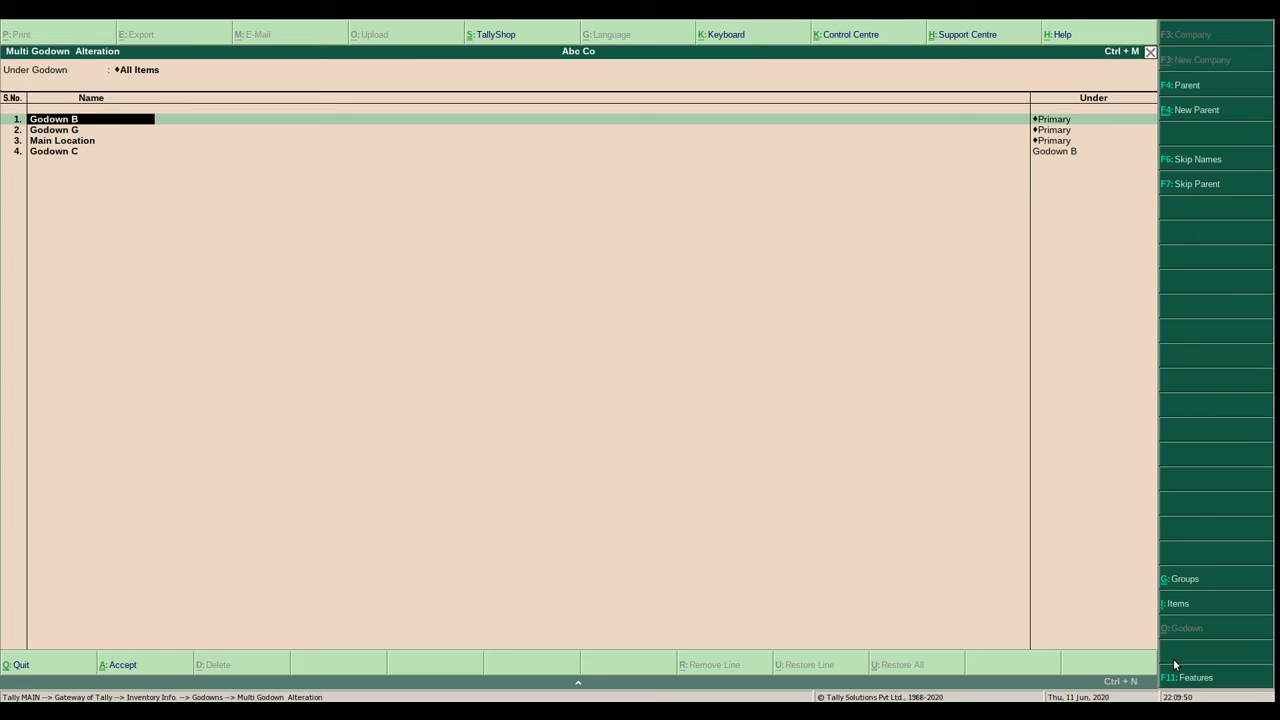 P: Print E: Export M: E-Mail O: Upload S: TallyShop G: Language K: Keyboard K: Control Centre H: Support Centre H: Help
F3: Company
Multi Godown Alteration Abc Co Ctrl + M
F3: New Company
Under Godown : ♦All Items
F4: Parent
S.No. Name Under
F4: New Parent
1. Godown B ♦Primary
2. Godown G ♦Primary
3. Main Location ♦Primary
4. Godown C Godown B
F6: Skip Names
F7: Skip Parent
G: Groups
I: Items
O: Godown
Q: Quit A: Accept D: Delete R: Remove Line U: Restore Line U: Restore All
F11: Features
Ctrl + N
Tally MAIN --> Gateway of Tally --> Inventory Info. --> Godowns --> Multi Godown Alteration © Tally Solutions Pvt Ltd., 1988-2020 Thu, 11 Jun, 2020 22:09:50